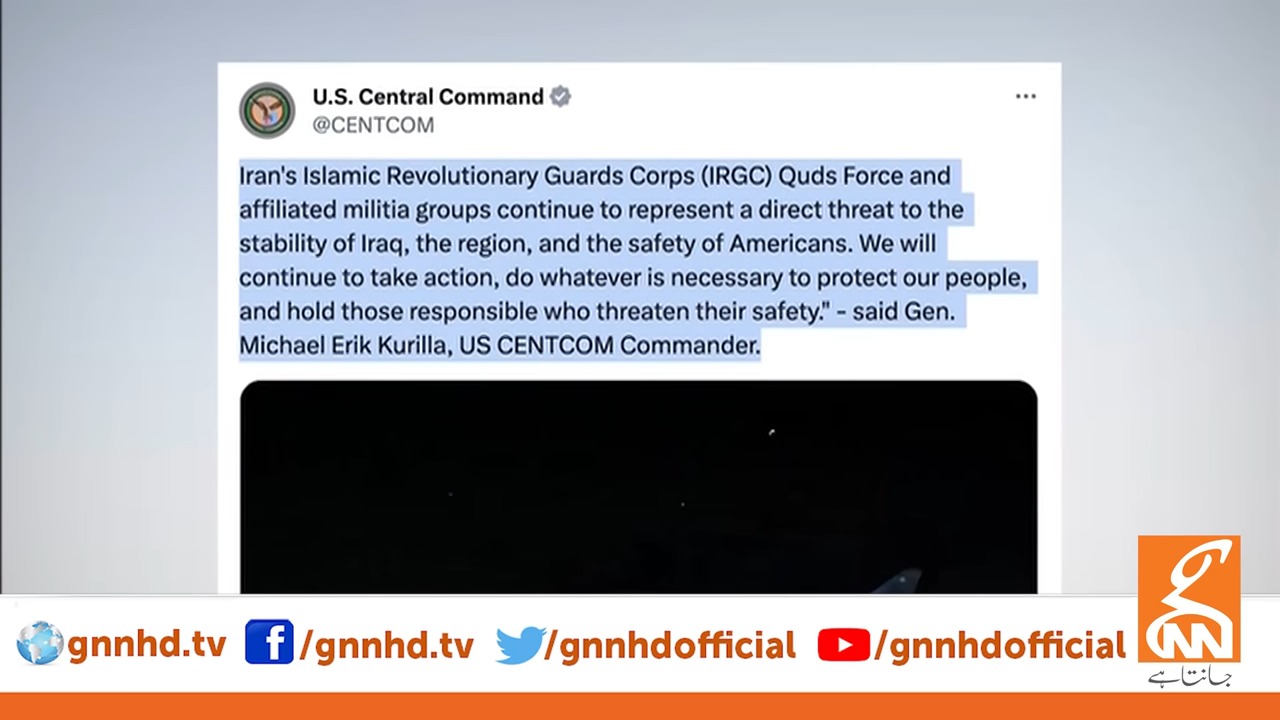 U.S. Central Command
@CENTCOM
Iran's Islamic Revolutionary Guards Corps (IRGC) Quds Force and
affiliated militia groups continue to represent a direct threat to the
stability of Iraq, the region, and the safety of Americans. We will
continue to take action, do whatever is necessary to protect our people,
and hold those responsible who threaten their safety." - said Gen.
Michael Erik Kurilla, US CENTCOM Commander.
gnnhd.tv /gnnhd.tv /gnnhdofficial /gnnhdofficial
GNN
جانتا ہے